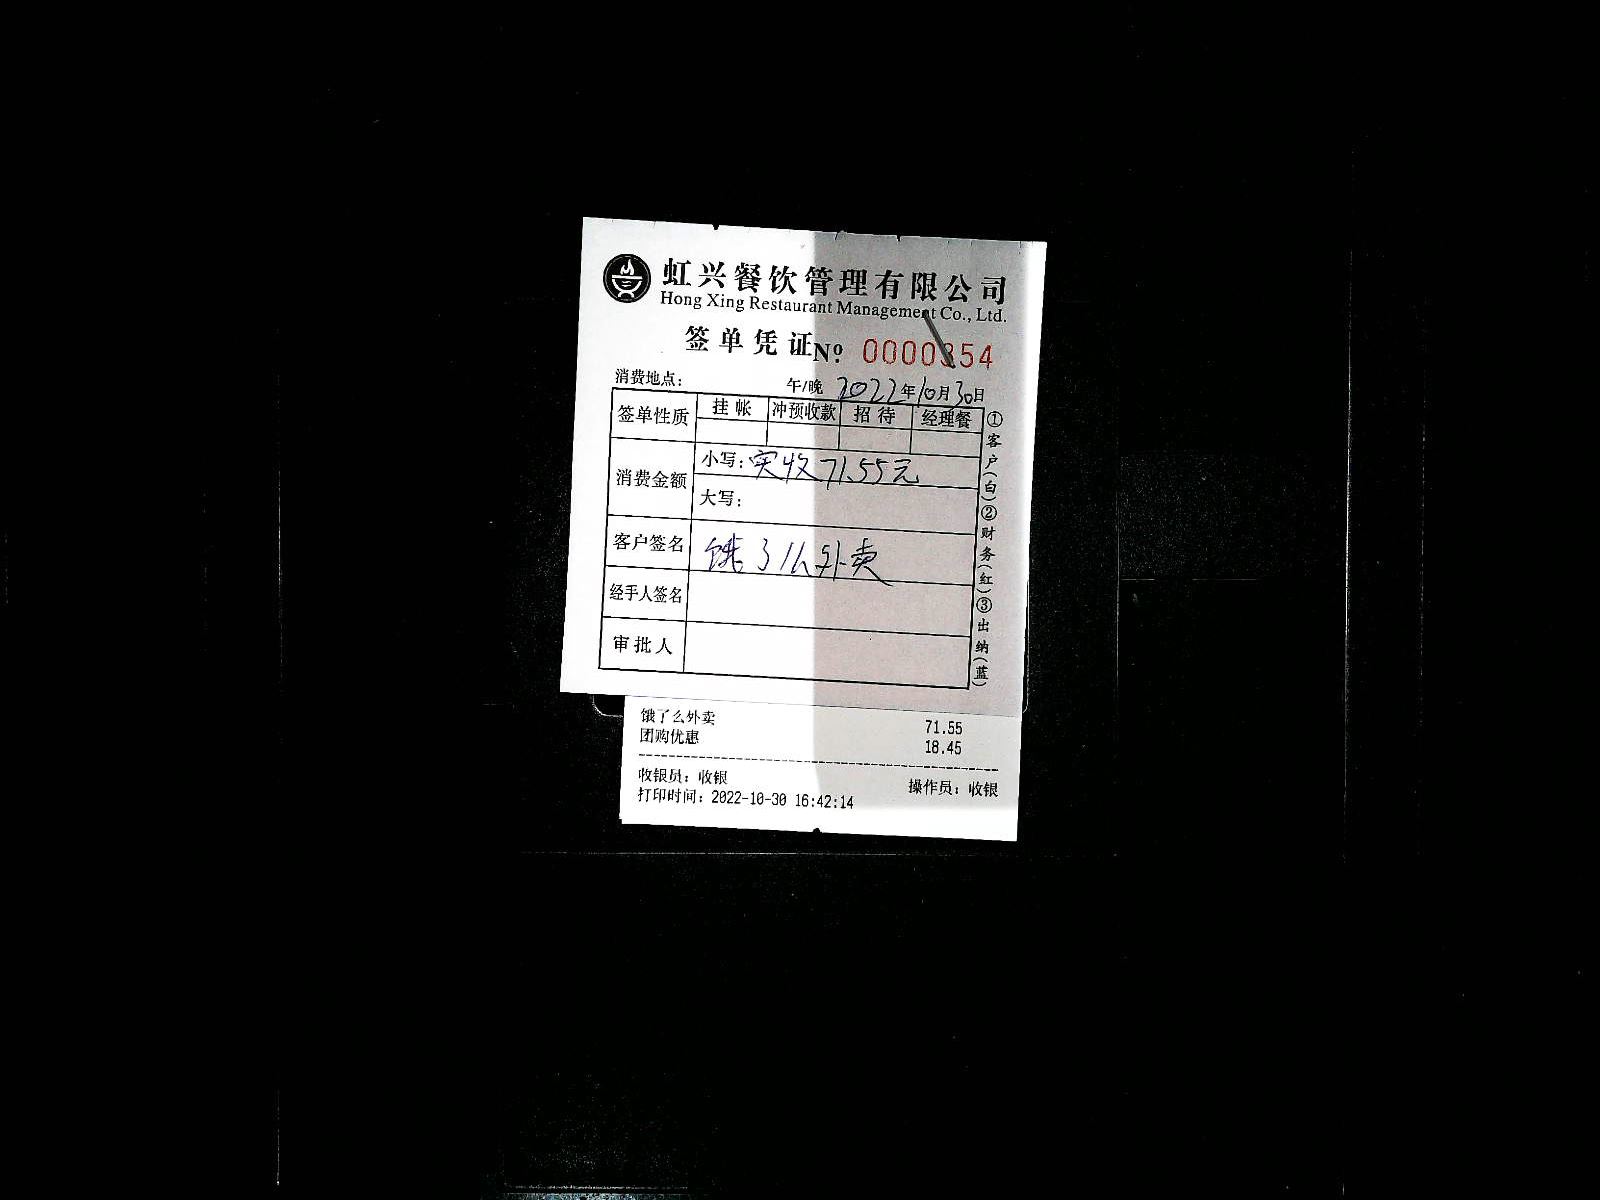 虹兴餐饮管理有限公司
Hong Xing Restaurant Management Co., Ltd.
签单凭证 Nº 0000354
消费地点： 午/晚 2022年10月30日
签单性质 挂帐 冲预收款 招待 经理餐
消费金额 小写：实收71.55元
大写：
客户签名 饿了么外卖
经手人签名
审批人
①客户(白)②财务(红)③出纳(蓝)
饿了么外卖 71.55
团购优惠 18.45
收银员：收银 操作员：收银
打印时间：2022-10-30 16:42:14